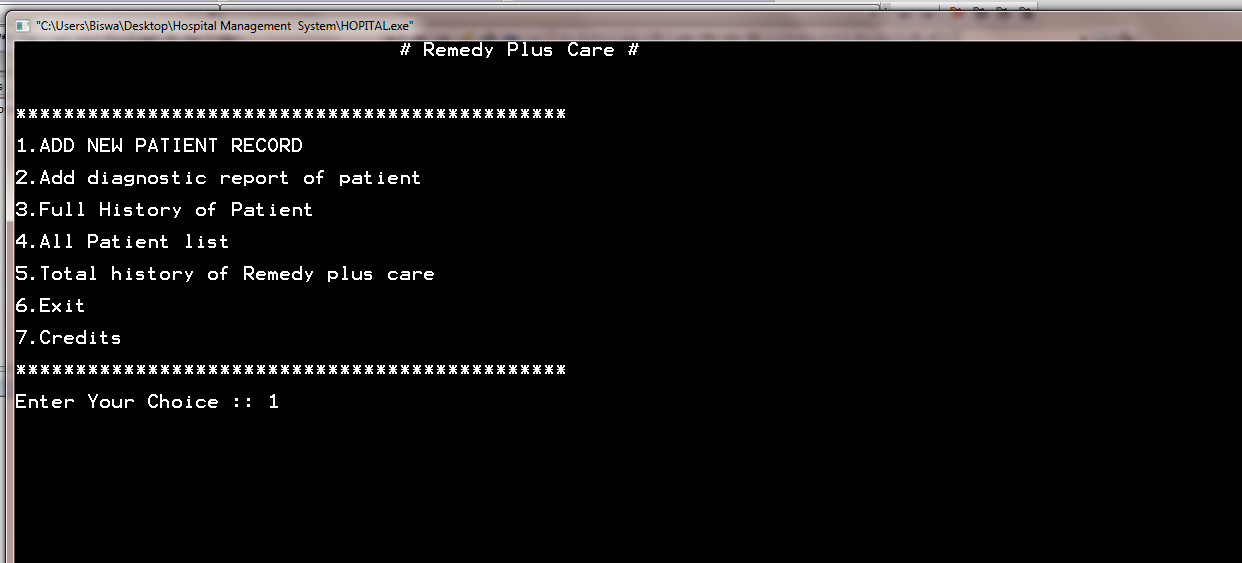 "C:\Users\Biswa\Desktop\Hospital Management  System\HOPITAL.exe"
# Remedy Plus Care #
**********************************************
1.ADD NEW PATIENT RECORD
2.Add diagnostic report of patient
3.Full History of Patient
4.All Patient list
5.Total history of Remedy plus care
6.Exit
7.Credits
**********************************************
Enter Your Choice :: 1